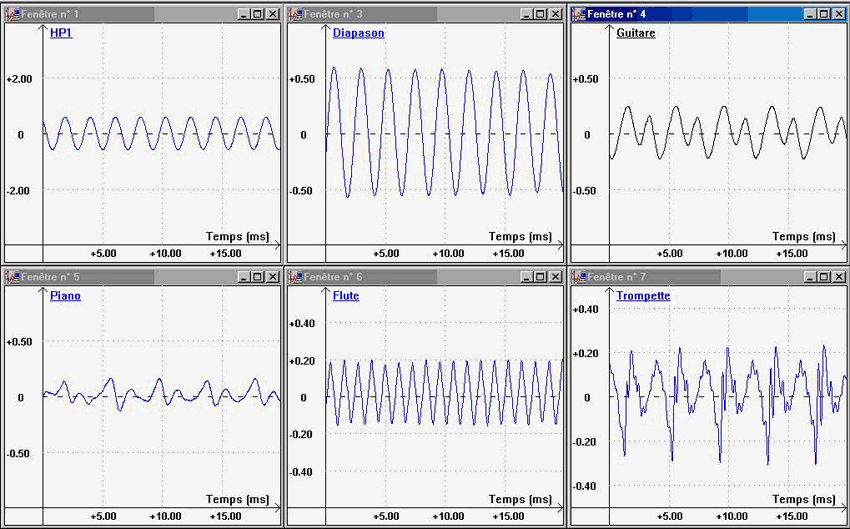 Fenêtre n° 1
HP1
+2.00
0
-2.00
Temps (ms)
+5.00 +10.00 +15.00
Fenêtre n° 3
Diapason
+0.50
0
-0.50
Temps (ms)
+5.00 +10.00 +15.00
Fenêtre n° 4
Guitare
+0.50
0
-0.50
Temps (ms)
+5.00 +10.00 +15.00
Fenêtre n° 5
Piano
+0.50
0
-0.50
Temps (ms)
+5.00 +10.00 +15.00
Fenêtre n° 6
Flute
+0.40
+0.20
0
-0.20
-0.40
Temps (ms)
+5.00 +10.00 +15.00
Fenêtre n° 7
Trompette
+0.40
+0.20
0
-0.20
-0.40
Temps (ms)
+5.00 +10.00 +15.00